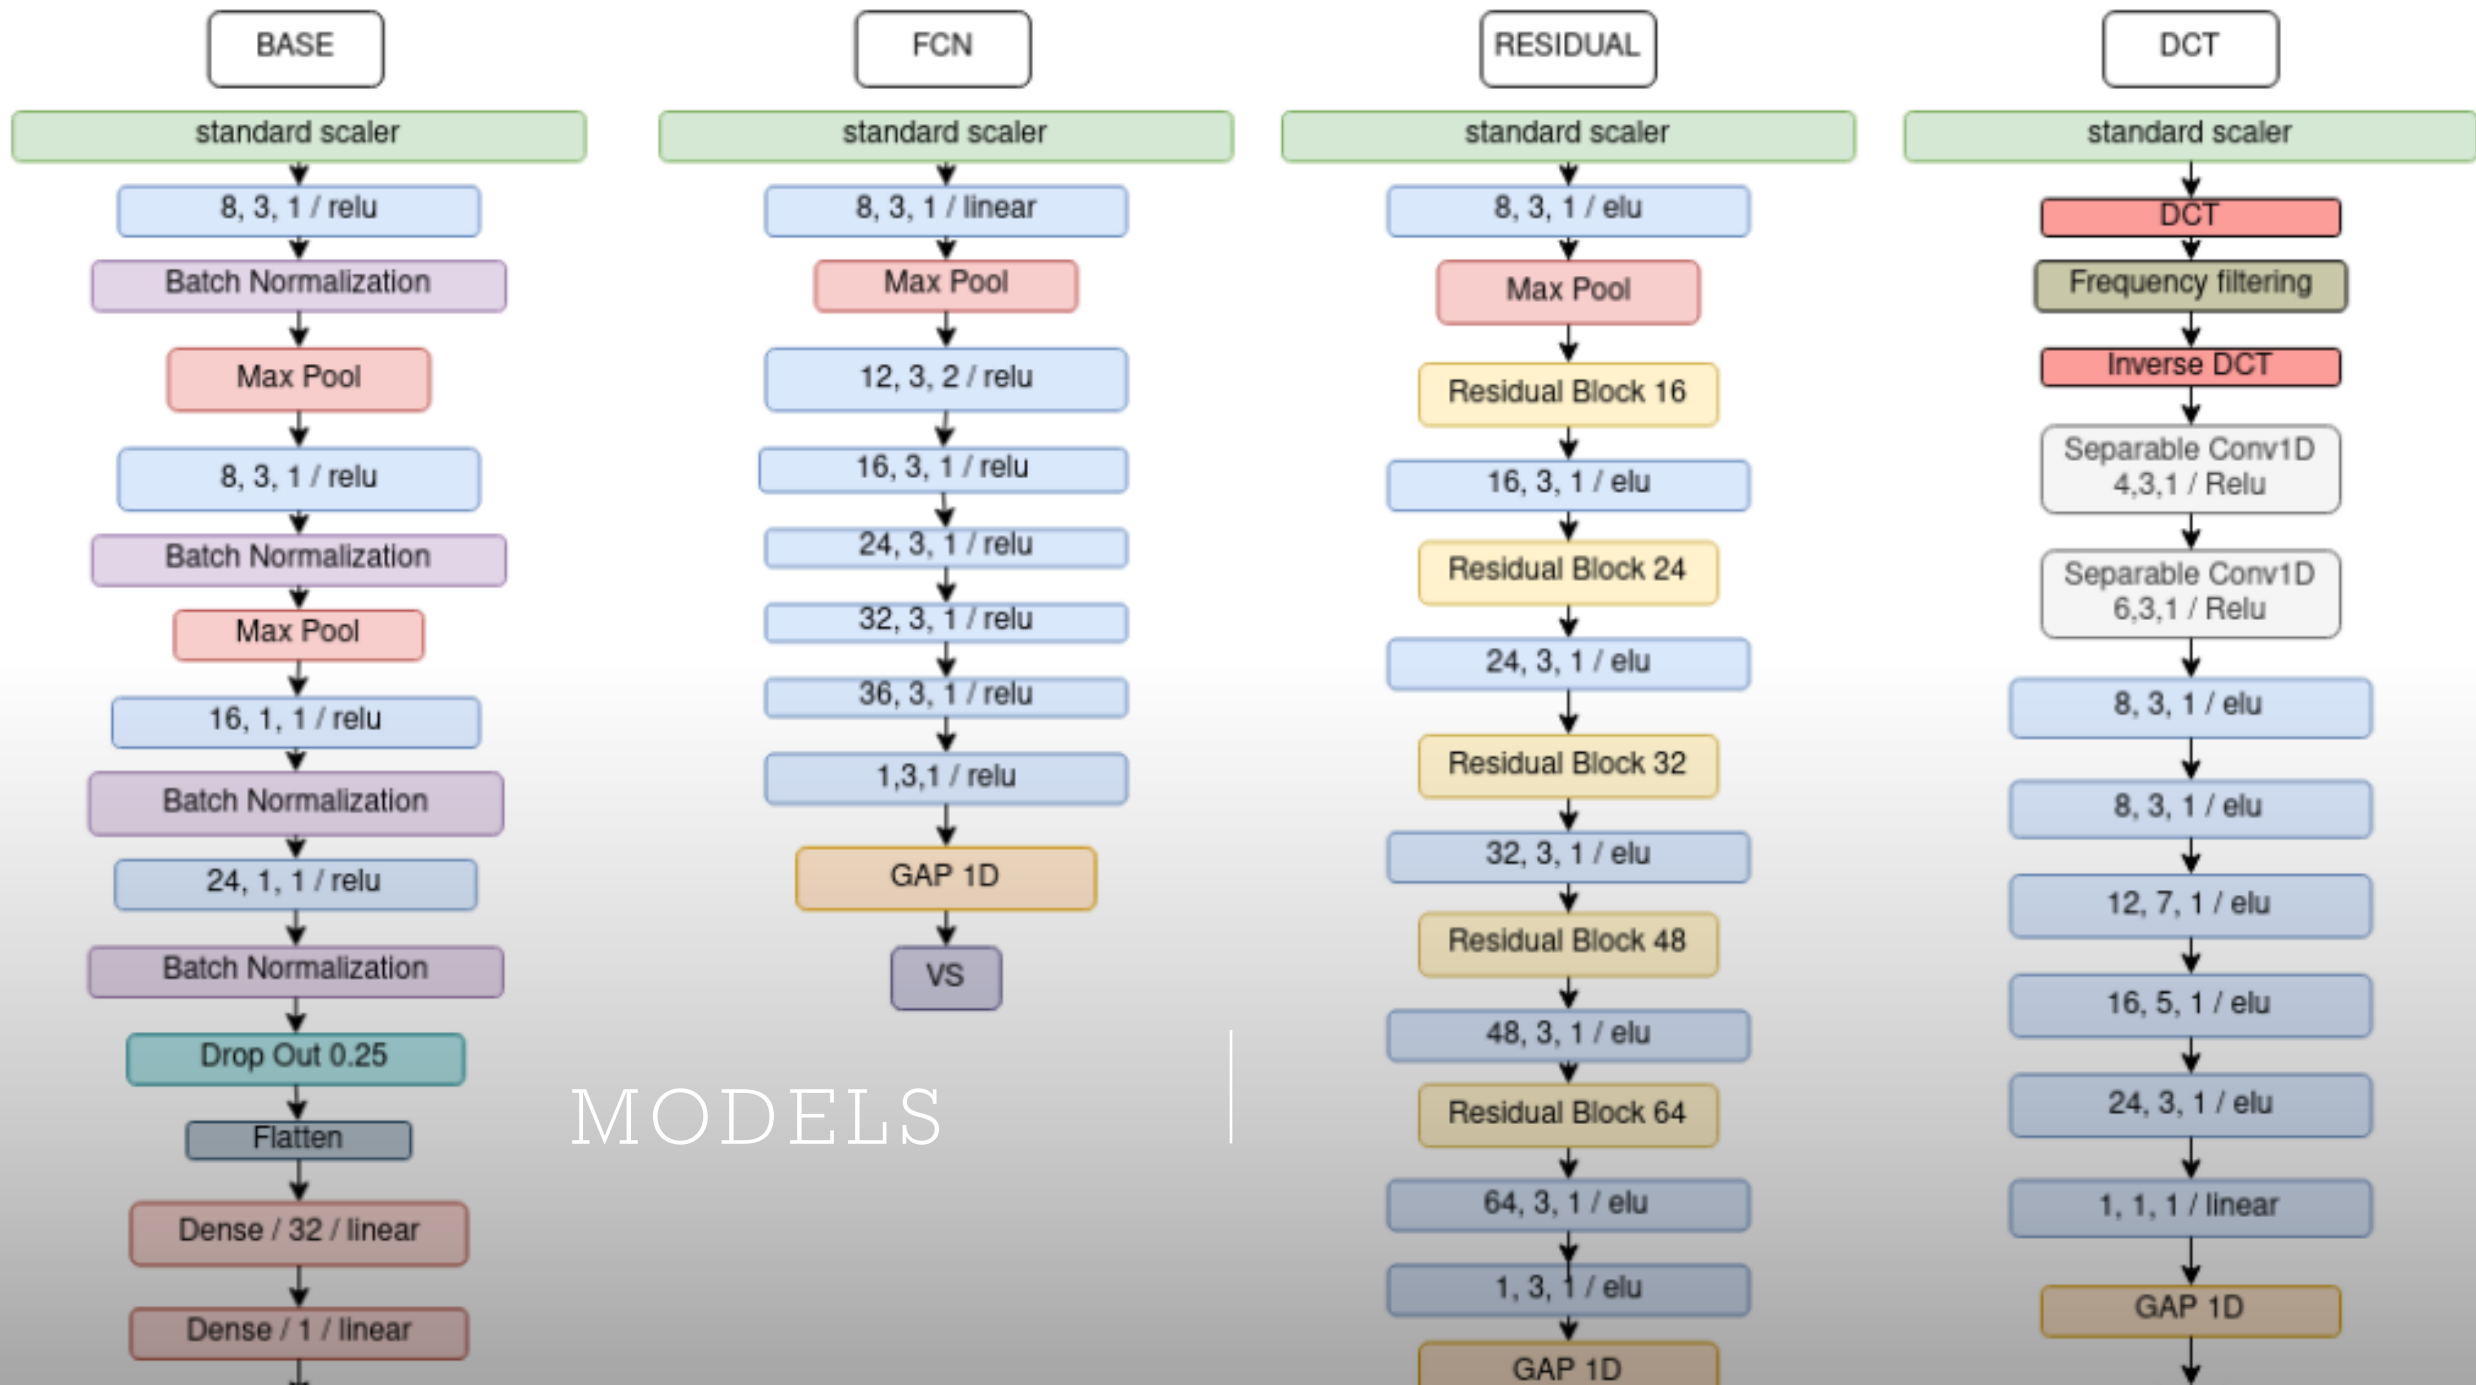 BASE
standard scaler
8, 3, 1 / relu
Batch Normalization
Max Pool
8, 3, 1 / relu
Batch Normalization
Max Pool
16, 1, 1 / relu
Batch Normalization
24, 1, 1 / relu
Batch Normalization
Drop Out 0.25
Flatten
Dense / 32 / linear
Dense / 1 / linear
FCN
standard scaler
8, 3, 1 / linear
Max Pool
12, 3, 2 / relu
16, 3, 1 / relu
24, 3, 1 / relu
32, 3, 1 / relu
36, 3, 1 / relu
1,3,1 / relu
GAP 1D
VS
MODELS
RESIDUAL
standard scaler
8, 3, 1 / elu
Max Pool
Residual Block 16
16, 3, 1 / elu
Residual Block 24
24, 3, 1 / elu
Residual Block 32
32, 3, 1 / elu
Residual Block 48
48, 3, 1 / elu
Residual Block 64
64, 3, 1 / elu
1, 3, 1 / elu
GAP 1D
DCT
standard scaler
DCT
Frequency filtering
Inverse DCT
Separable Conv1D
4,3,1 / Relu
Separable Conv1D
6,3,1 / Relu
8, 3, 1 / elu
8, 3, 1 / elu
12, 7, 1 / elu
16, 5, 1 / elu
24, 3, 1 / elu
1, 1, 1 / linear
GAP 1D